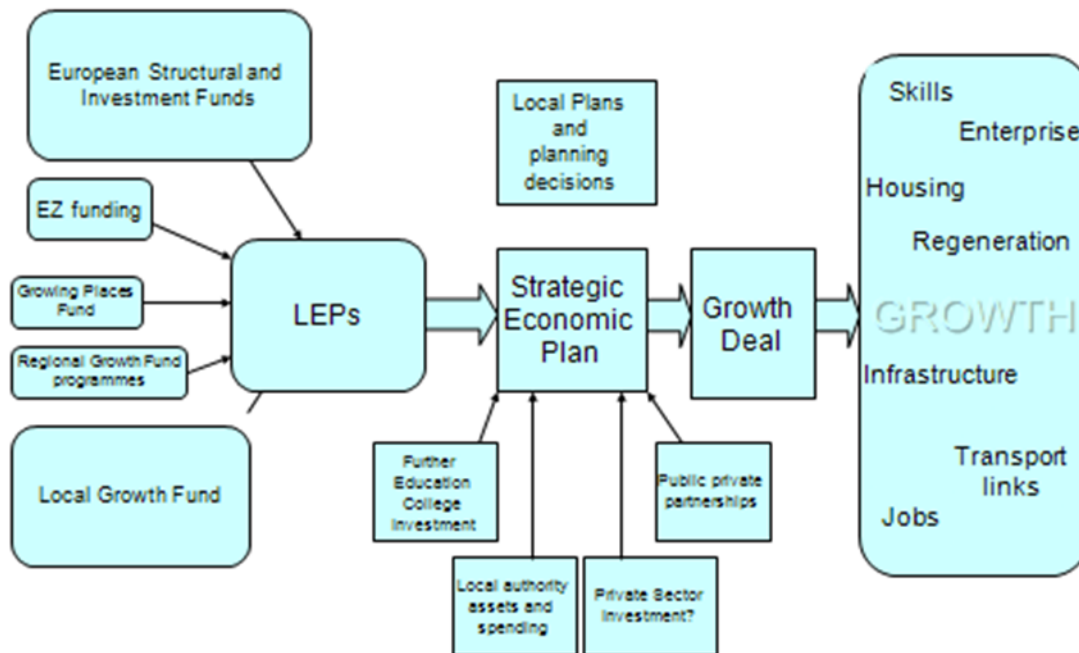 European Structural and
Investment Funds
EZ funding
Growing Places
Fund
Regional Growth Fund
programmes
Local Growth Fund
LEPs
Local Plans
and
planning
decisions
Strategic
Economic
Plan
Growth
Deal
Further
Education
College
Investment
Local authority
assets and
spending
Private Sector
Investment?
Public private
partnerships
Skills
Enterprise
Housing
Regeneration
GROWTH
Infrastructure
Transport
links
Jobs